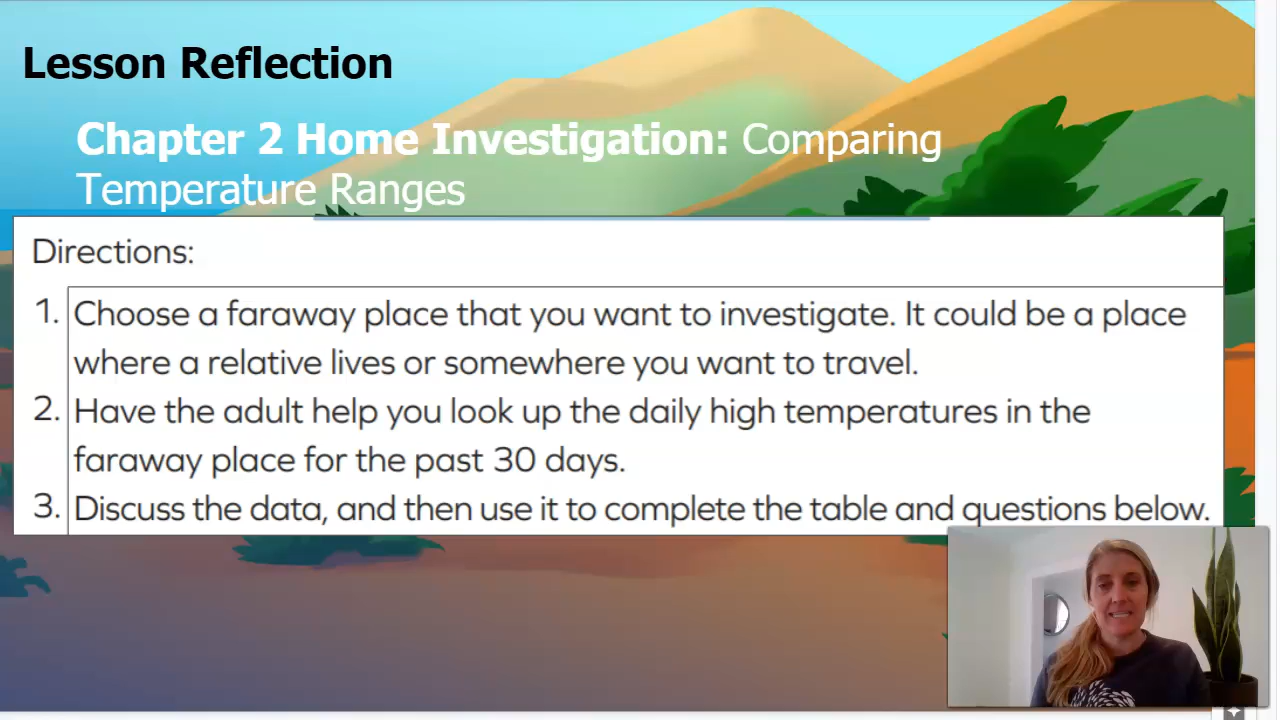 Lesson Reflection
Chapter 2 Home Investigation: Comparing
Temperature Ranges
Directions:
1. Choose a faraway place that you want to investigate. It could be a place
where a relative lives or somewhere you want to travel.
2. Have the adult help you look up the daily high temperatures in the
faraway place for the past 30 days.
3. Discuss the data, and then use it to complete the table and questions below.